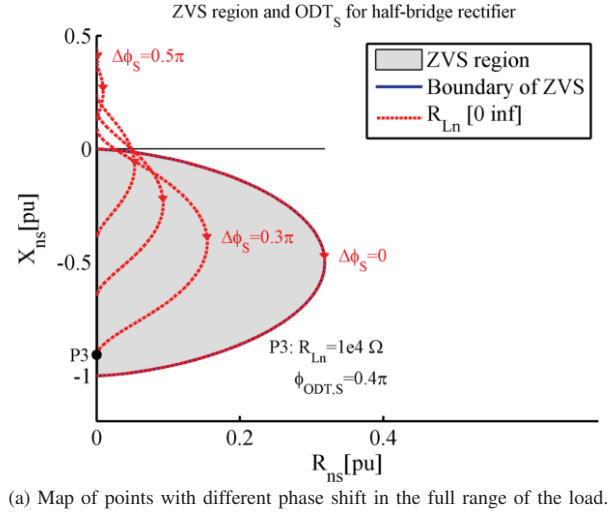 ZVS region and ODT_S for half-bridge rectifier
0.5
Δϕ_S=0.5π
ZVS region
Boundary of ZVS
R_Ln [0 inf]
0
X_ns[pu]
-0.5
Δϕ_S=0.3π
Δϕ_S=0
P3
P3: R_Ln=1e4 Ω
-1
ϕ_ODT,S=0.4π
0
0.2
0.4
R_ns[pu]
(a) Map of points with different phase shift in the full range of the load.